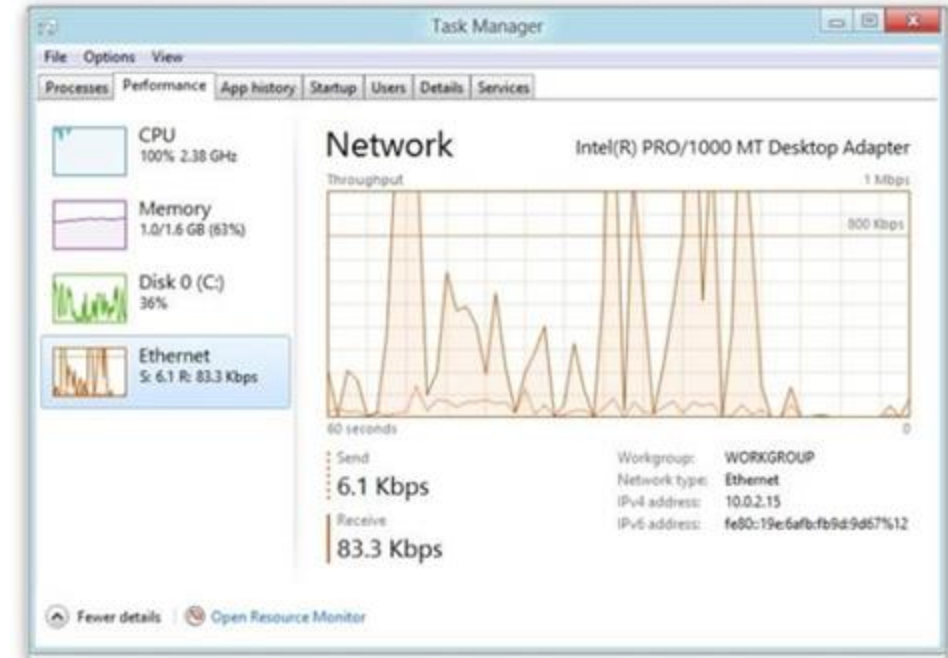 Task Manager
File Options View
Processes Performance App history Startup Users Details Services
CPU
100% 2.38 GHz
Memory
1.0/1.6 GB (63%)
Disk 0 (C:)
36%
Ethernet
S: 6.1 R: 83.3 Kbps
Network
Intel(R) PRO/1000 MT Desktop Adapter
Throughput
1 Mbps
800 Kbps
60 seconds
0
Send
6.1 Kbps
Receive
83.3 Kbps
Workgroup: WORKGROUP
Network type: Ethernet
IPv4 address: 10.0.2.15
IPv6 address: fe80::19e:6afb:fb9d:9d67%12
Fewer details
Open Resource Monitor